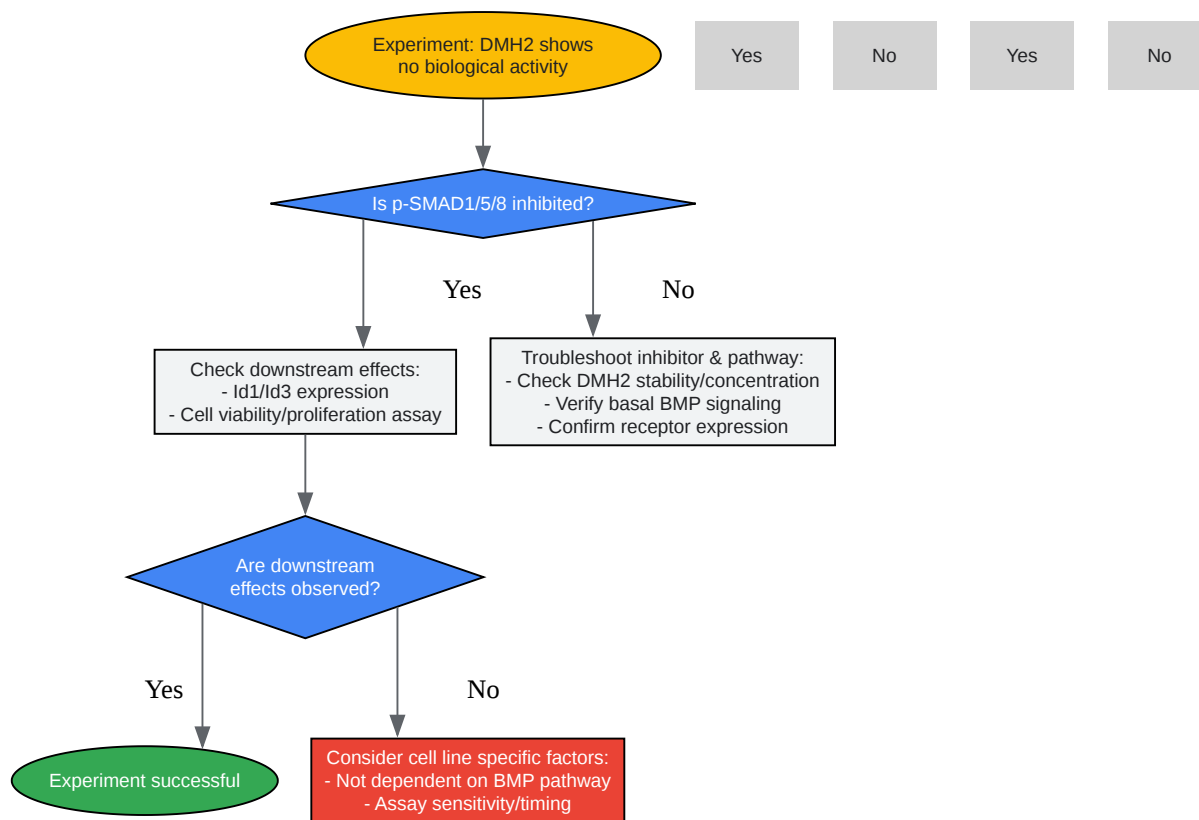 Experiment: DMH2 shows
no biological activity
Yes
No
Yes
No
Is p-SMAD1/5/8 inhibited?
Yes
No
Check downstream effects:
- Id1/Id3 expression
- Cell viability/proliferation assay
Troubleshoot inhibitor & pathway:
- Check DMH2 stability/concentration
- Verify basal BMP signaling
- Confirm receptor expression
Are downstream
effects observed?
Yes
No
Experiment successful
Consider cell line specific factors:
- Not dependent on BMP pathway
- Assay sensitivity/timing